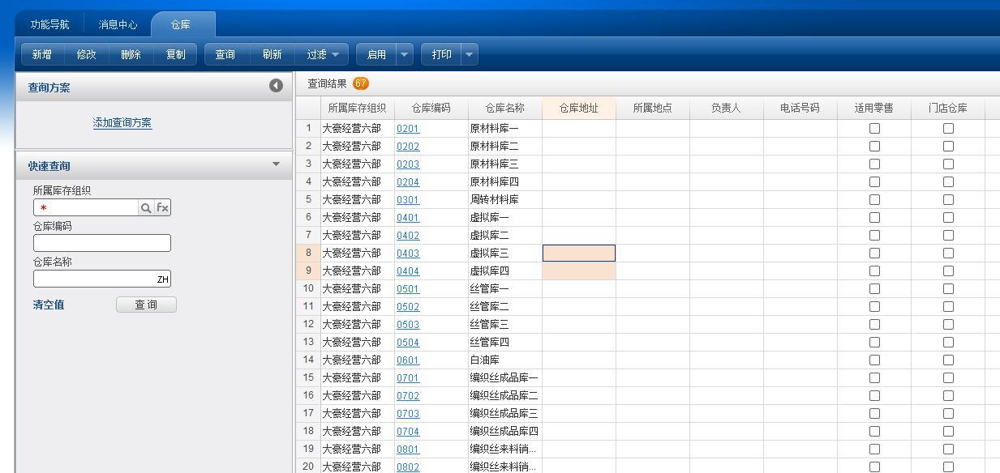 功能导航 消息中心 仓库
新增 修改 删除 复制 查询 刷新 过滤 启用 打印
查询方案
添加查询方案
快速查询
所属库存组织
* fx
仓库编码
仓库名称
ZH
清空值 查询
查询结果 67
所属库存组织 仓库编码 仓库名称 仓库地址 所属地点 负责人 电话号码 适用零售 门店仓库
1 大豪经营六部 0201 原材料库一
2 大豪经营六部 0202 原材料库二
3 大豪经营六部 0203 原材料库三
4 大豪经营六部 0204 原材料库四
5 大豪经营六部 0301 周转材料库
6 大豪经营六部 0401 虚拟库一
7 大豪经营六部 0402 虚拟库二
8 大豪经营六部 0403 虚拟库三
9 大豪经营六部 0404 虚拟库四
10 大豪经营六部 0501 丝管库一
11 大豪经营六部 0502 丝管库二
12 大豪经营六部 0503 丝管库三
13 大豪经营六部 0504 丝管库四
14 大豪经营六部 0601 白油库
15 大豪经营六部 0701 编织丝成品库一
16 大豪经营六部 0702 编织丝成品库二
17 大豪经营六部 0703 编织丝成品库三
18 大豪经营六部 0704 编织丝成品库四
19 大豪经营六部 0801 编织丝来料销...
20 大豪经营六部 0802 编织丝来料销...